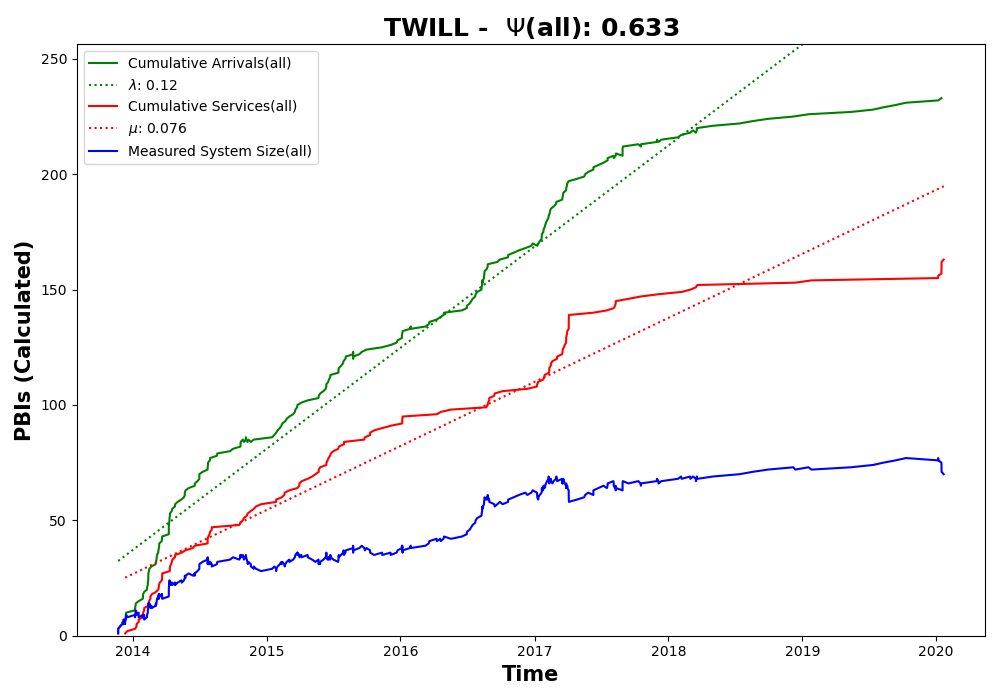 TWILL - Ψ(all): 0.633
Cumulative Arrivals(all)
λ: 0.12
Cumulative Services(all)
μ: 0.076
Measured System Size(all)
PBIs (Calculated)
250
200
150
100
50
0
2014 2015 2016 2017 2018 2019 2020
Time